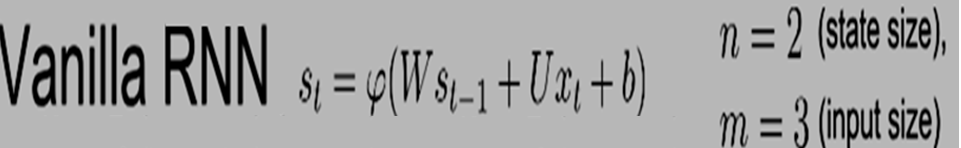 Vanilla RNN s_t = φ(Ws_{t-1} + Ux_t + b)
n = 2 (state size),
m = 3 (input size)